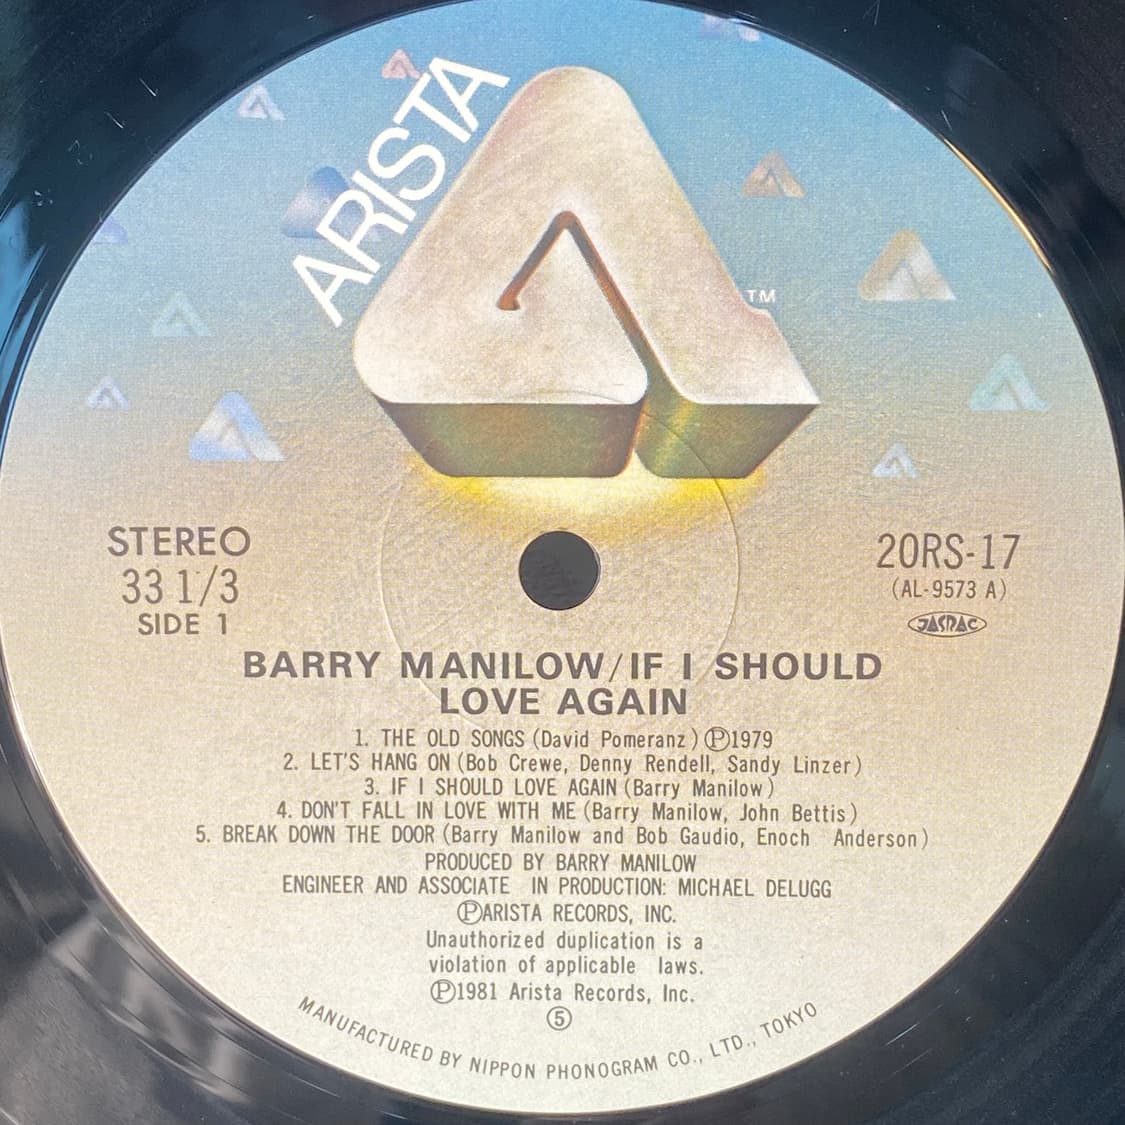 ARISTA
TM
STEREO
33 1/3
SIDE 1
20RS-17
(AL-9573 A)
JASRAC
BARRY MANILOW/IF I SHOULD
LOVE AGAIN
1. THE OLD SONGS (David Pomeranz) Ⓟ1979
2. LET'S HANG ON (Bob Crewe, Denny Rendell, Sandy Linzer)
3. IF I SHOULD LOVE AGAIN (Barry Manilow)
4. DON'T FALL IN LOVE WITH ME (Barry Manilow, John Bettis)
5. BREAK DOWN THE DOOR (Barry Manilow and Bob Gaudio, Enoch Anderson)
PRODUCED BY BARRY MANILOW
ENGINEER AND ASSOCIATE IN PRODUCTION: MICHAEL DELUGG
ⓅARISTA RECORDS, INC.
Unauthorized duplication is a
violation of applicable laws.
Ⓟ1981 Arista Records, Inc.
⑤
MANUFACTURED BY NIPPON PHONOGRAM CO., LTD., TOKYO